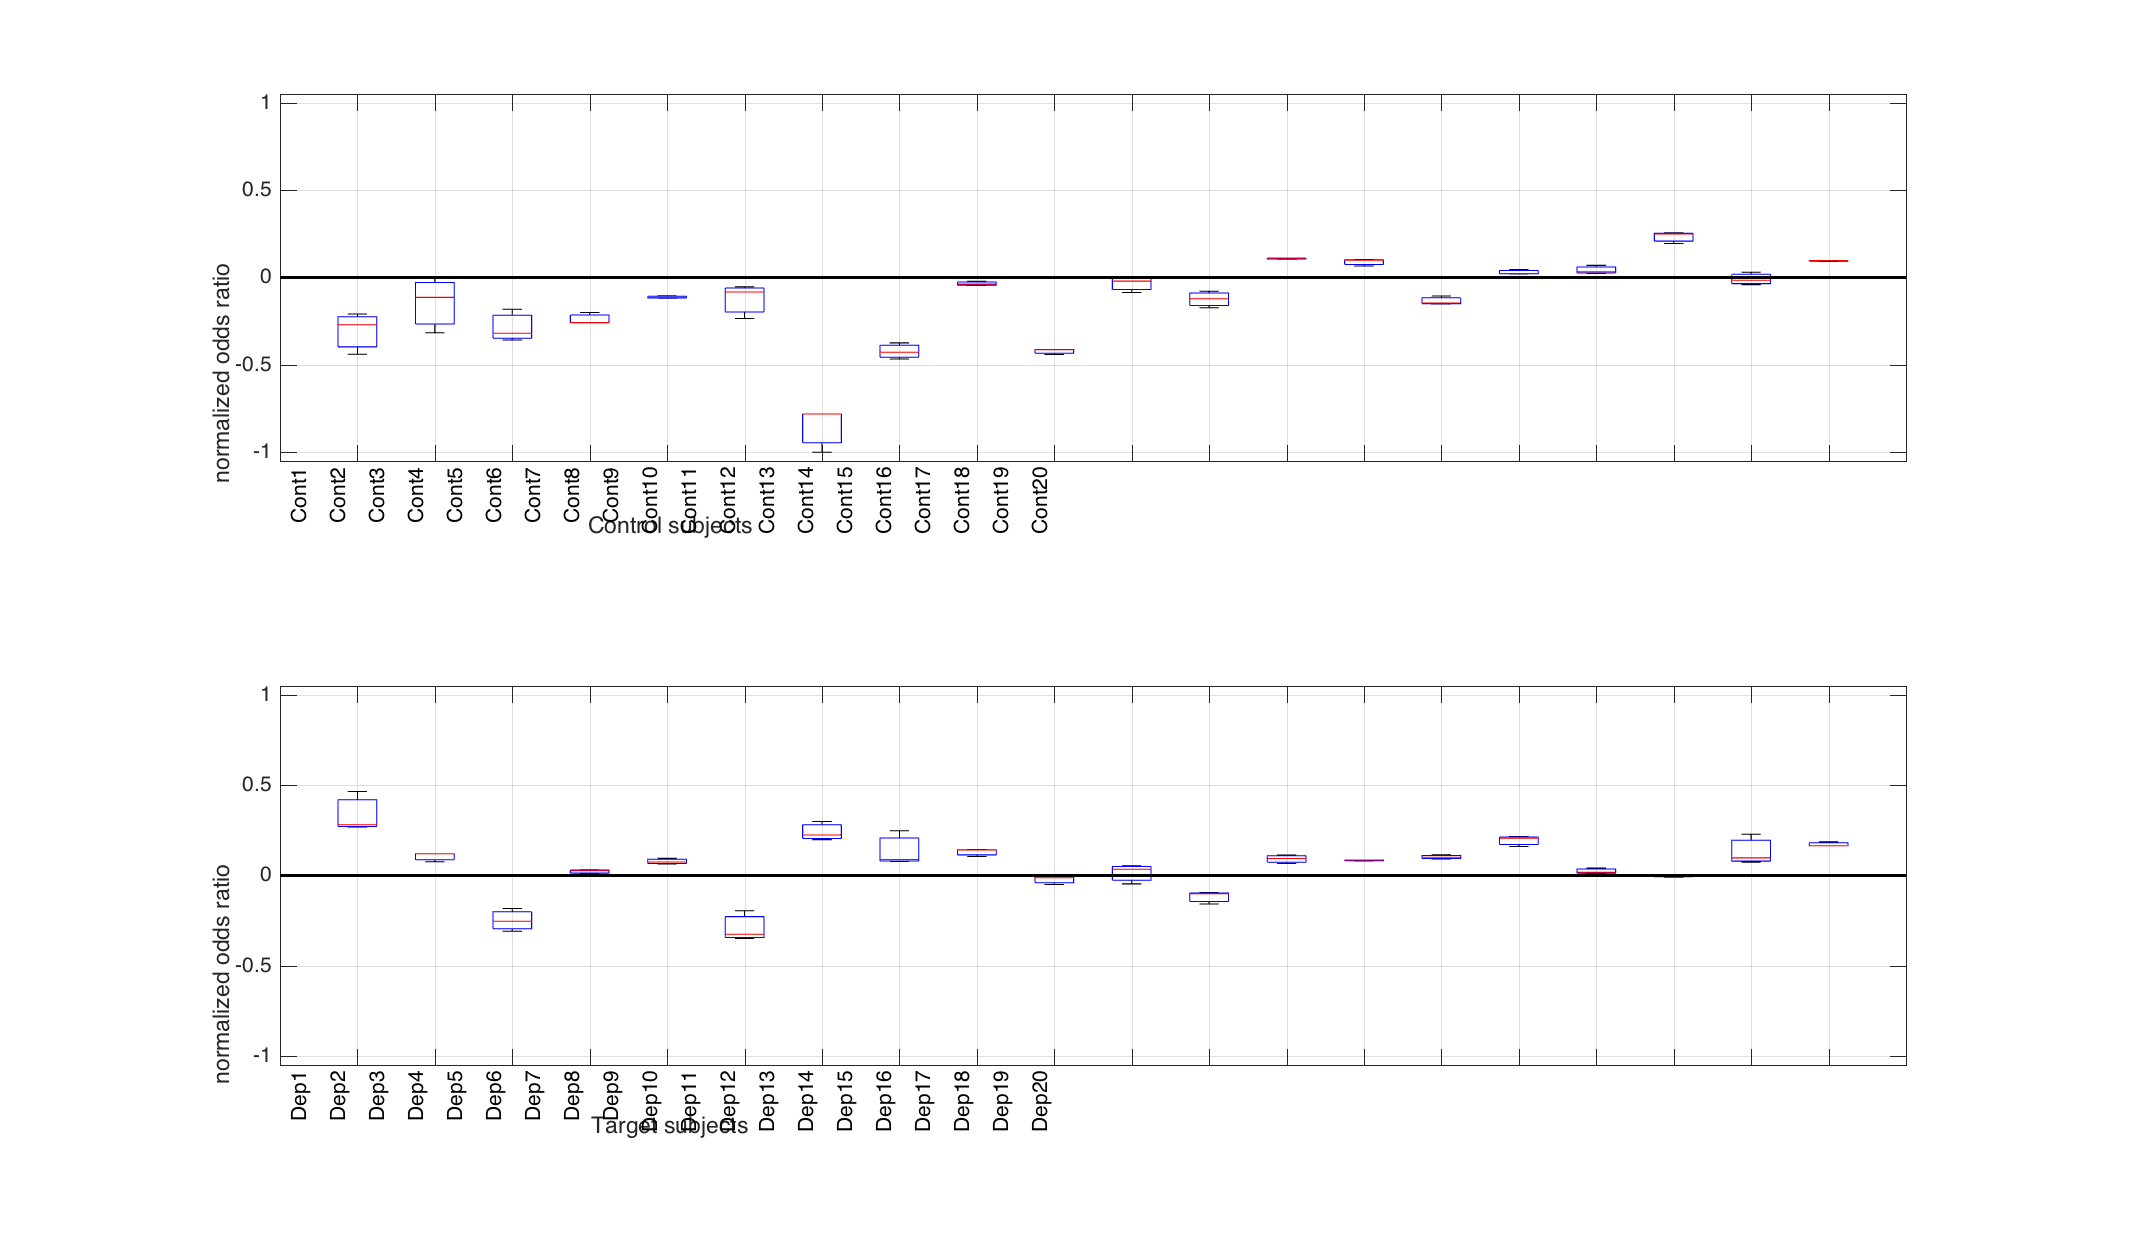 normalized odds ratio
1
0.5
0
-0.5
-1
Cont1
Cont2
Cont3
Cont4
Cont5
Cont6
Cont7
Cont8
Cont9
Cont10
Cont11
Cont12
Cont13
Cont14
Cont15
Cont16
Cont17
Cont18
Cont19
Cont20
Control subjects
normalized odds ratio
1
0.5
0
-0.5
-1
Dep1
Dep2
Dep3
Dep4
Dep5
Dep6
Dep7
Dep8
Dep9
Dep10
Dep11
Dep12
Dep13
Dep14
Dep15
Dep16
Dep17
Dep18
Dep19
Dep20
Target subjects